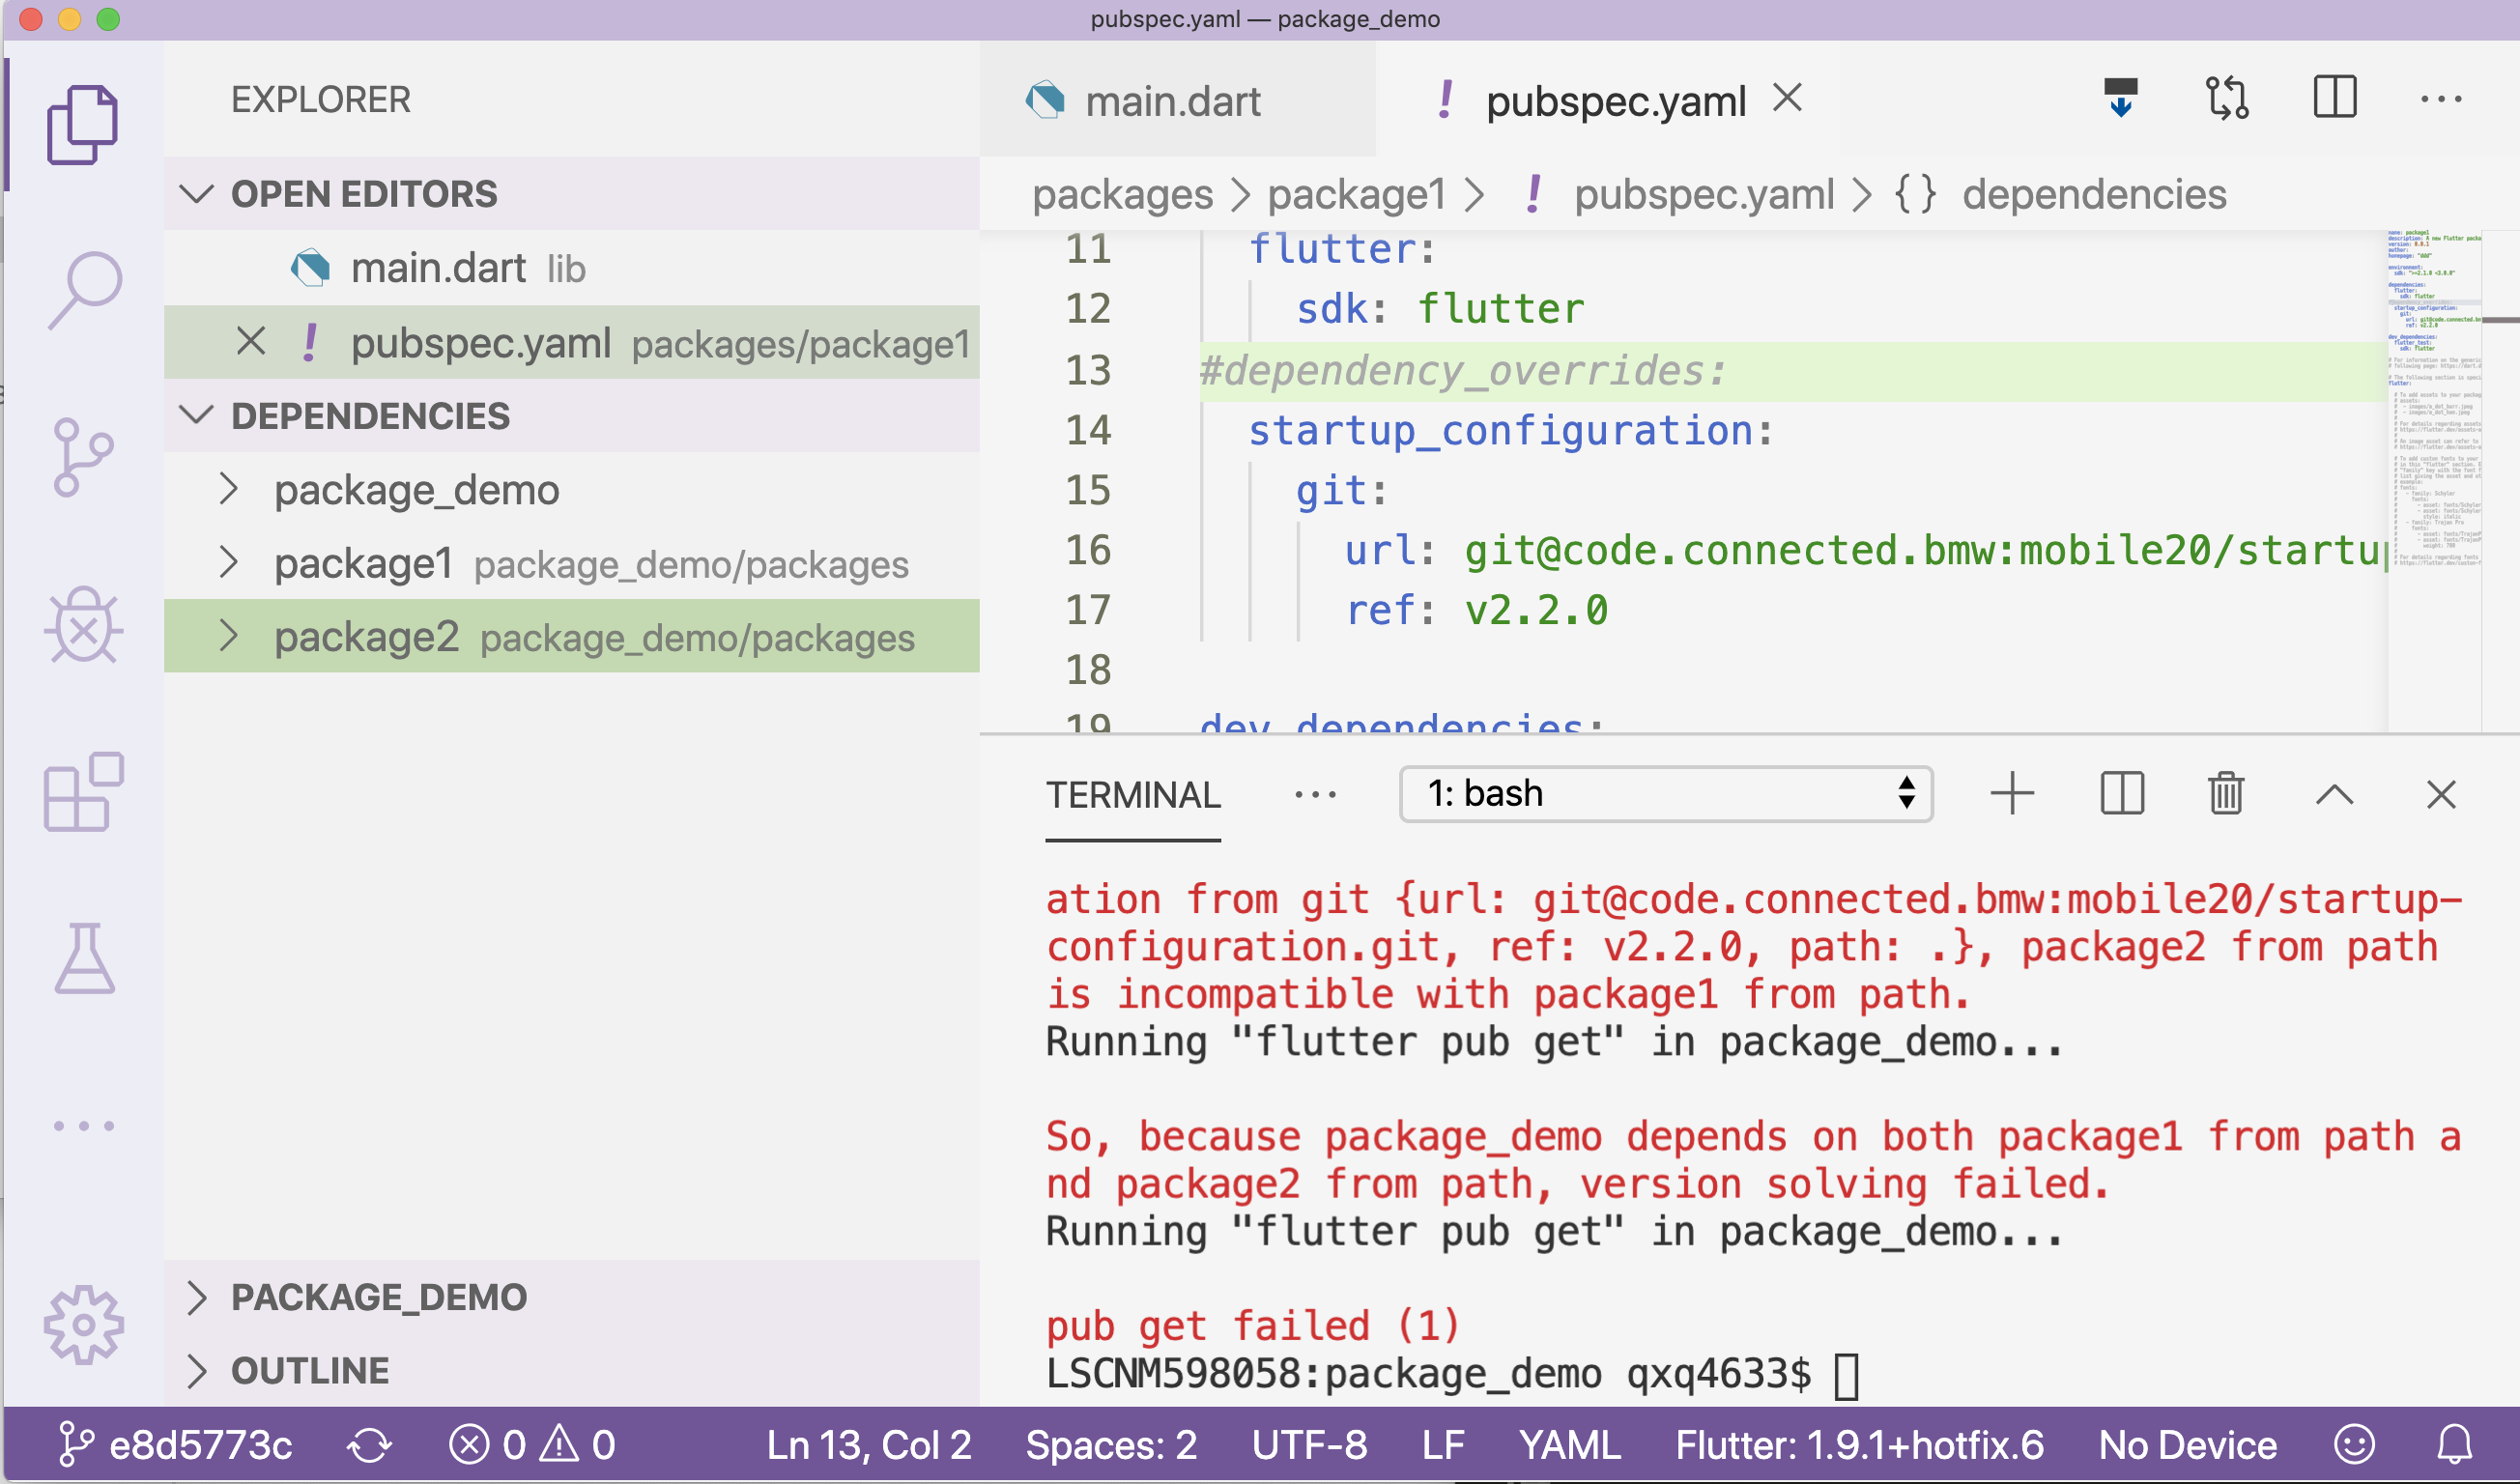 pubspec.yaml — package_demo
EXPLORER
OPEN EDITORS
main.dart lib
pubspec.yaml packages/package1
DEPENDENCIES
package_demo
package1 package_demo/packages
package2 package_demo/packages
PACKAGE_DEMO
OUTLINE
main.dart
! pubspec.yaml
packages > package1 > ! pubspec.yaml > {} dependencies
11 flutter:
12 sdk: flutter
13 #dependency_overrides:
14 startup_configuration:
15 git:
16 url: git@code.connected.bmw:mobile20/startu
17 ref: v2.2.0
18
19 dev_dependencies:
TERMINAL ··· 1: bash
ation from git {url: git@code.connected.bmw:mobile20/startup-
configuration.git, ref: v2.2.0, path: .}, package2 from path
is incompatible with package1 from path.
Running "flutter pub get" in package_demo...
So, because package_demo depends on both package1 from path a
nd package2 from path, version solving failed.
Running "flutter pub get" in package_demo...
pub get failed (1)
LSCNM598058:package_demo qxq4633$
e8d5773c 0 0 Ln 13, Col 2 Spaces: 2 UTF-8 LF YAML Flutter: 1.9.1+hotfix.6 No Device